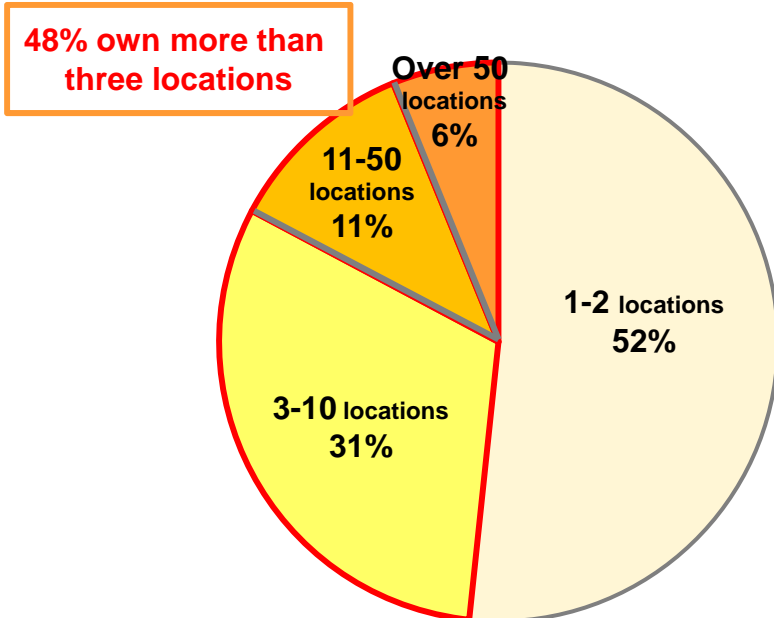 48% own more than
three locations
Over 50
locations
6%
11-50
locations
11%
1-2 locations
52%
3-10 locations
31%